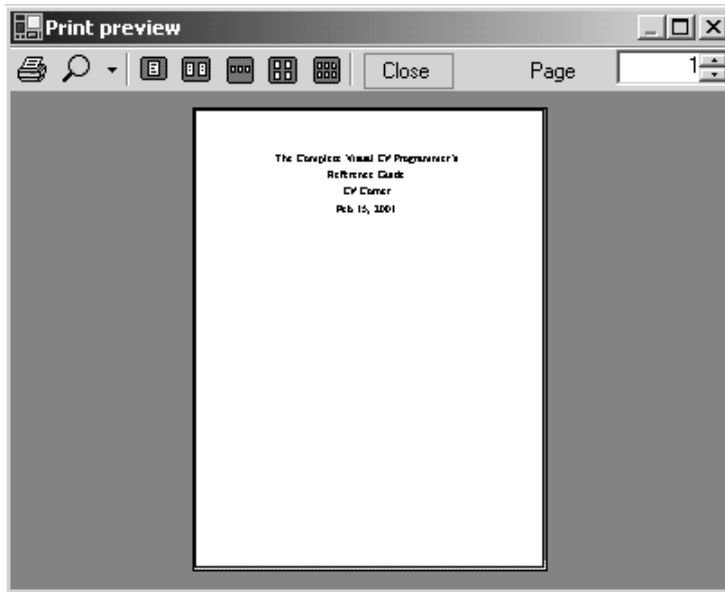 Print preview
Close Page 1
The Complete Visual C# Programmer's
Reference Guide
C# Corner
Feb 15, 2001